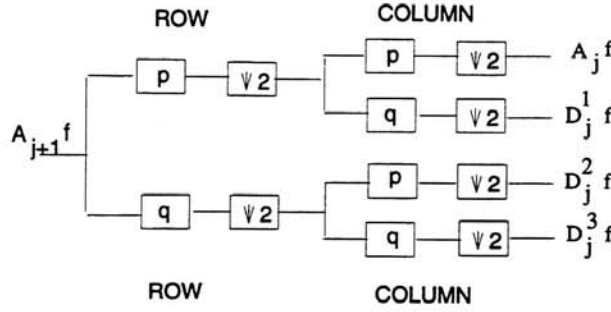 ROW COLUMN
p ↓2 p ↓2 A_j f
q ↓2 D_j^1 f
A_{j+1} f
q ↓2 p ↓2 D_j^2 f
q ↓2 D_j^3 f
ROW COLUMN